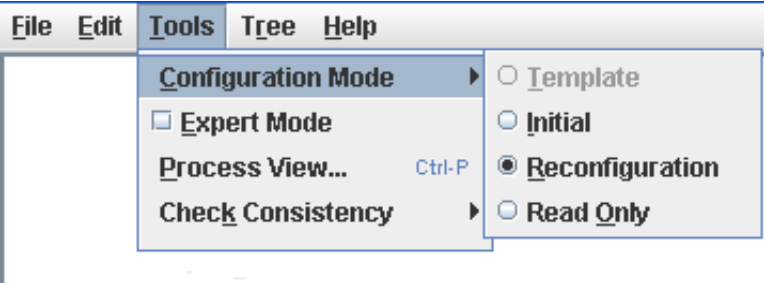 File Edit Tools Tree Help
Configuration Mode
Expert Mode
Process View... Ctrl-P
Check Consistency
Template
Initial
Reconfiguration
Read Only